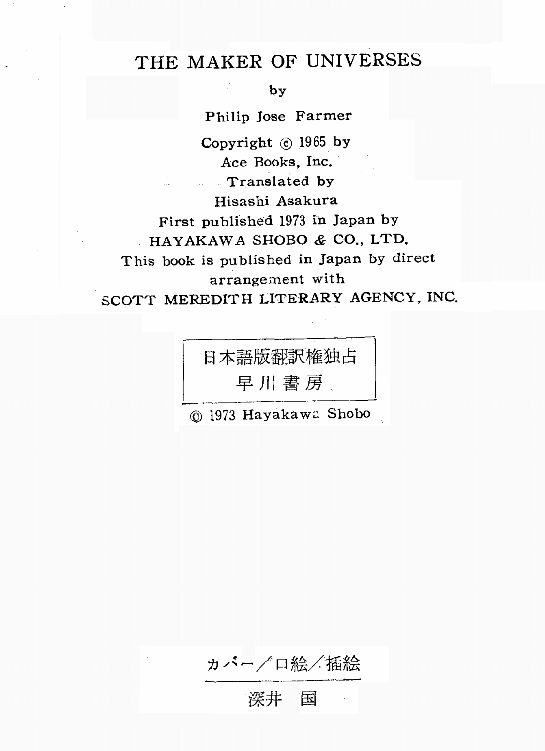 THE MAKER OF UNIVERSES
by
Philip Jose Farmer
Copyright © 1965 by
Ace Books, Inc.
Translated by
Hisashi Asakura
First published 1973 in Japan by
HAYAKAWA SHOBO & CO., LTD.
This book is published in Japan by direct
arrangement with
SCOTT MEREDITH LITERARY AGENCY, INC.
日本語版翻訳権独占
早川書房
© 1973 Hayakawa Shobo
カバー/口絵/插絵
深井 国